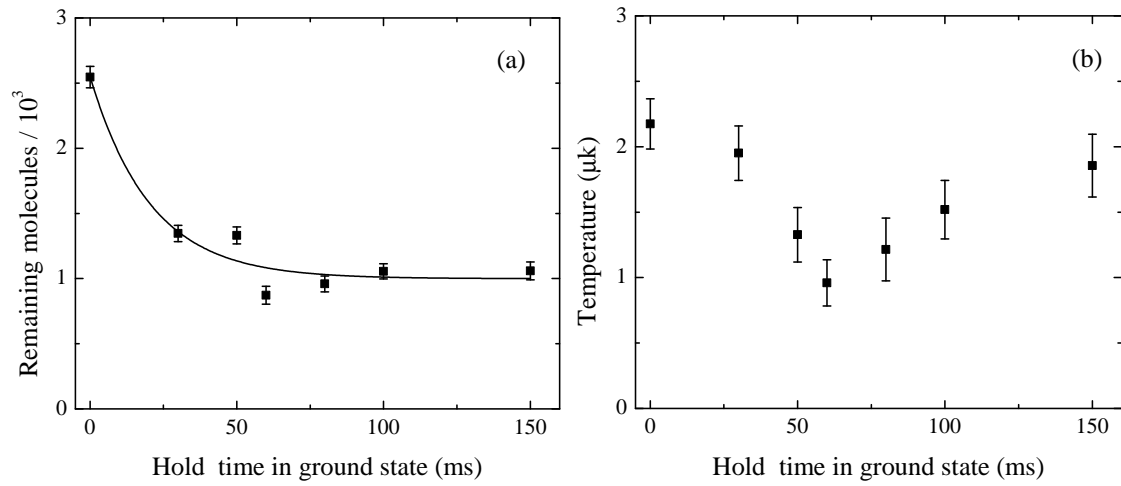 (a)
Remaining molecules / 10³
3
2
1
0
0 50 100 150
Hold time in ground state (ms)
(b)
Temperature (μk)
3
2
1
0
0 50 100 150
Hold time in ground state (ms)